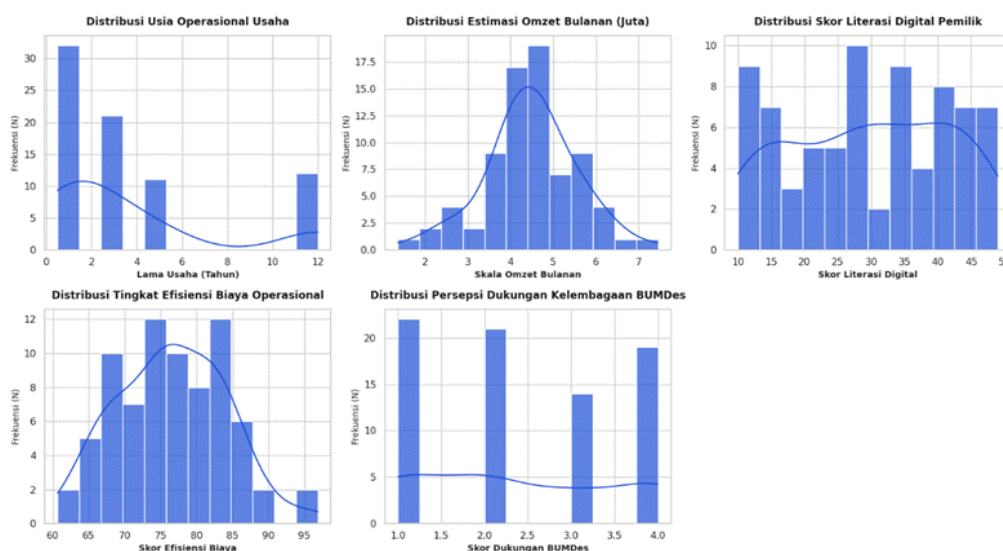 Distribusi Usia Operasional Usaha
Frekuensi (N)
30
25
20
15
10
5
0
0 2 4 6 8 10 12
Lama Usaha (Tahun)
Distribusi Estimasi Omzet Bulanan (Juta)
Frekuensi (N)
17.5
15.0
12.5
10.0
7.5
5.0
2.5
0.0
2 3 4 5 6 7
Skala Omzet Bulanan
Distribusi Skor Literasi Digital Pemilik
Frekuensi (N)
10
8
6
4
2
0
10 15 20 25 30 35 40 45
Skor Literasi Digital
Distribusi Tingkat Efisiensi Biaya Operasional
Frekuensi (N)
12
10
8
6
4
2
0
60 65 70 75 80 85 90 95
Skor Efisiensi Biaya
Distribusi Persepsi Dukungan Kelembagaan BUMDes
Frekuensi (N)
20
15
10
5
0
1.0 1.5 2.0 2.5 3.0 3.5 4.0
Skor Dukungan BUMDes